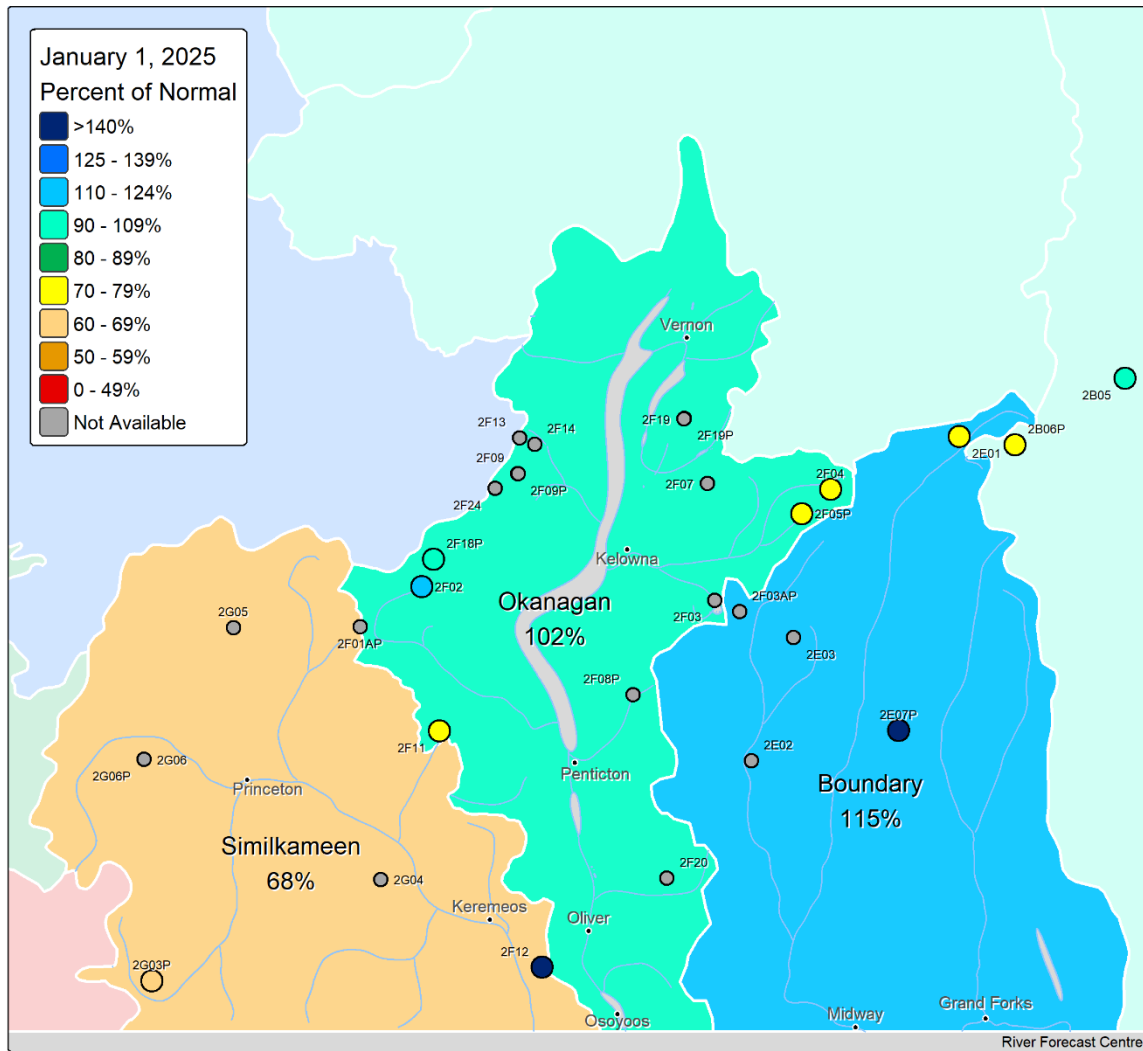 January 1, 2025
Percent of Normal
>140%
125 - 139%
110 - 124%
90 - 109%
80 - 89%
70 - 79%
60 - 69%
50 - 59%
0 - 49%
Not Available
Vernon
2B05
2F13
2F14
2F19
2F19P
2B06P
2E01
2F09
2F09P
2F24
2F07
2F04
2F05P
2F18P
Kelowna
2F02
Okanagan
102%
2G05
2F01AP
2F03
2F03AP
2E03
2F08P
2F11
2E07P
2G06P
2G06
Princeton
Penticton
2E02
Boundary
115%
Similkameen
68%
2G04
2F20
Keremeos
Oliver
2F12
2G03P
Osoyoos
Midway
Grand Forks
River Forecast Centre